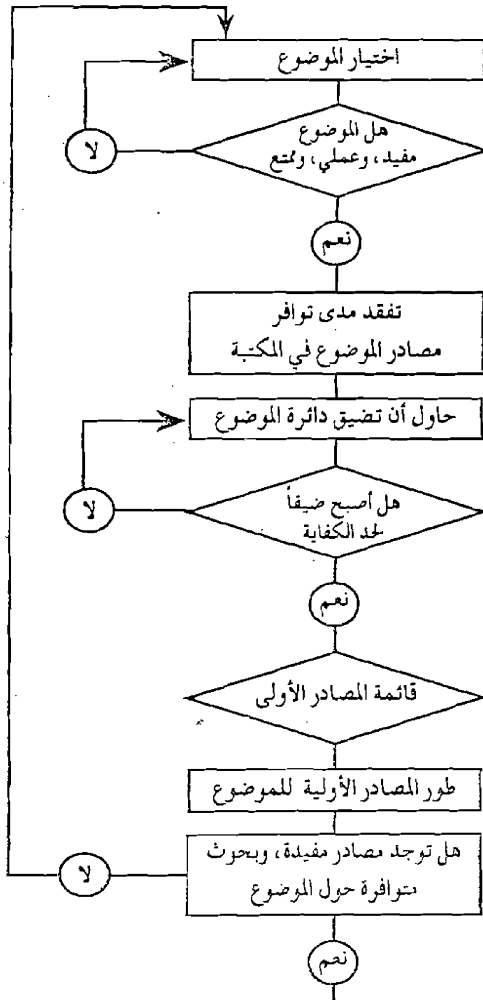 اختيار الموضوع
هل الموضوع
مفيد، وعملي، وممتع
لا
نعم
تفقد مدى توافر
مصادر الموضوع في المكتبة
حاول أن تضيق دائرة الموضوع
هل أصبح ضيقاً
لحد الكفاية
لا
نعم
قائمة المصادر الأولى
طور المصادر الأولية للموضوع
هل توجد مصادر مفيدة، وبحوث
متوافرة حول الموضوع
لا
نعم